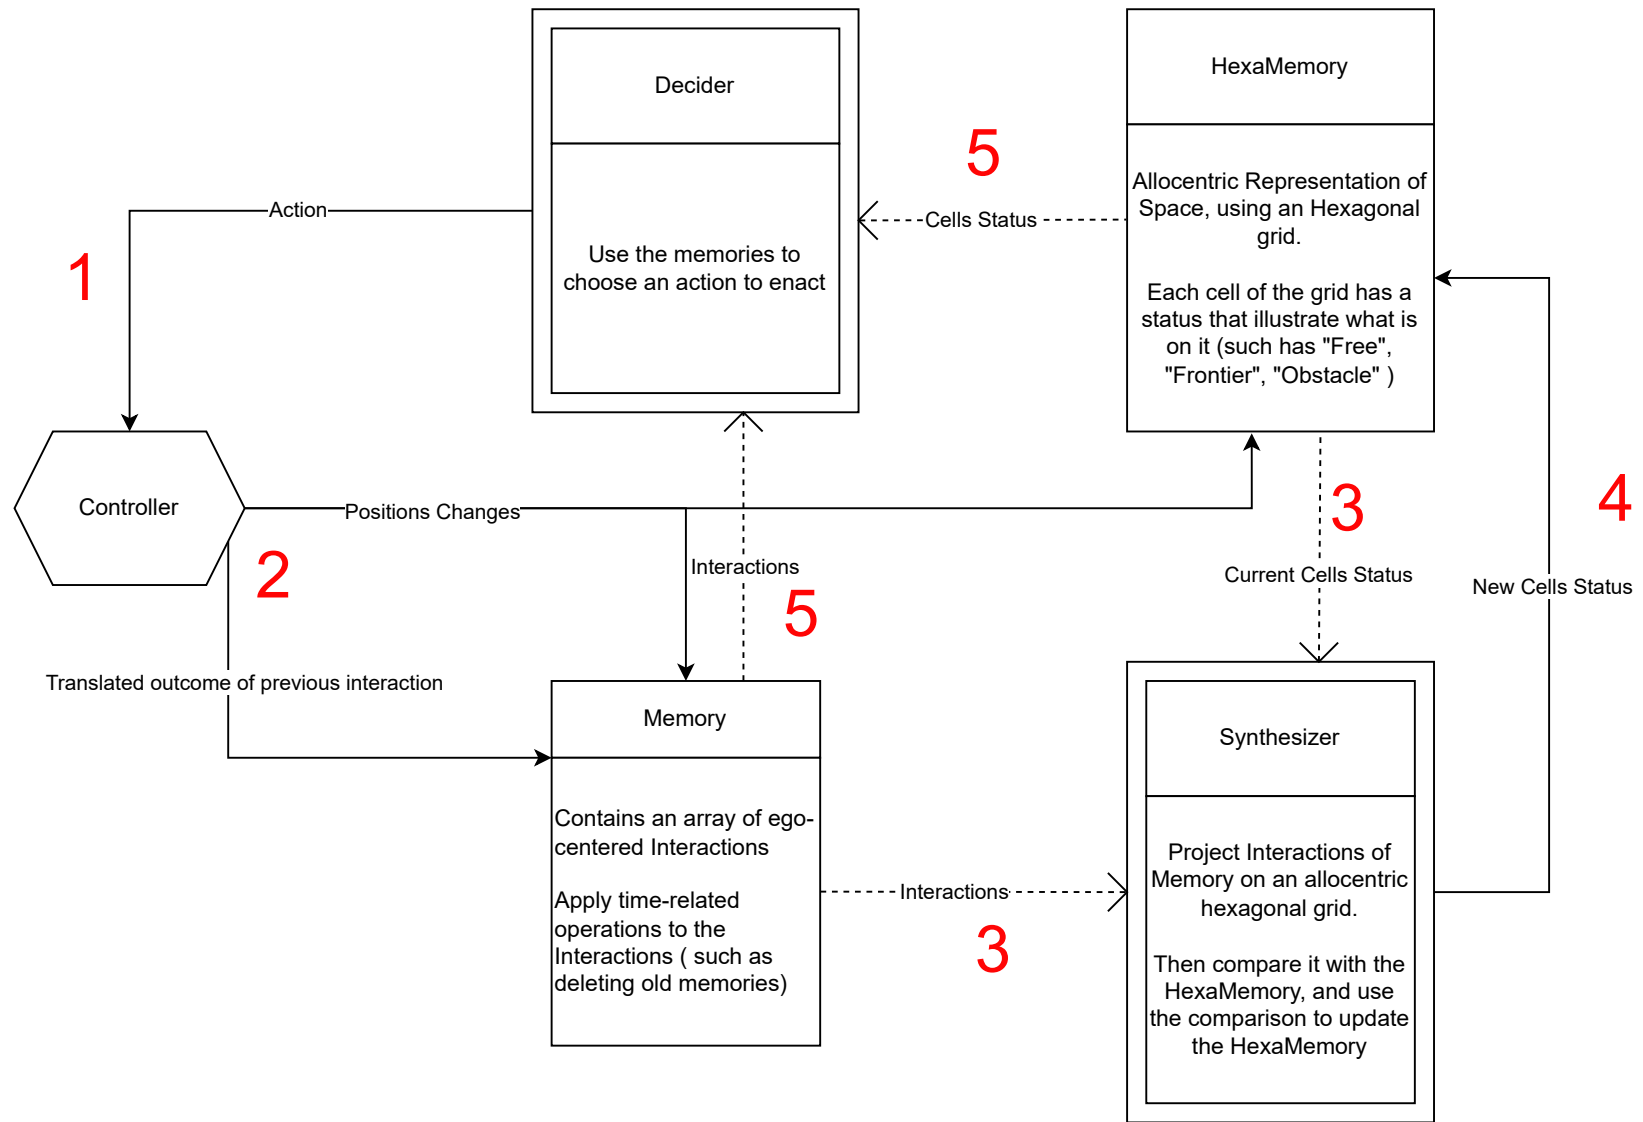 Decider
HexaMemory
5
Allocentric Representation of
Space, using an Hexagonal
grid.
Action
Cells Status
1
Use the memories to
choose an action to enact
Each cell of the grid has a
status that illustrate what is
on it (such has "Free",
"Frontier", "Obstacle" )
Controller
Positions Changes
3
4
2
Interactions
5
Current Cells Status
New Cells Status
Translated outcome of previous interaction
Memory
Synthesizer
Contains an array of ego-
centered Interactions
Apply time-related
operations to the
Interactions ( such as
deleting old memories)
Interactions
3
Project Interactions of
Memory on an allocentric
hexagonal grid.
Then compare it with the
HexaMemory, and use
the comparison to update
the HexaMemory